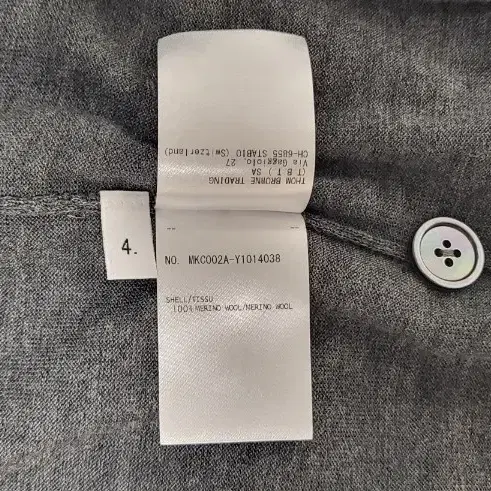 THOM BROWNE TRADING
(T.B.T.) SA
Via Gaggiolo, 27
CH-6855 STABIO (Switzerland)
4.
-- --
NO. MKC002A-Y1014038
SHELL/TISSU
100% MERINO WOOL/MERINO WOOL